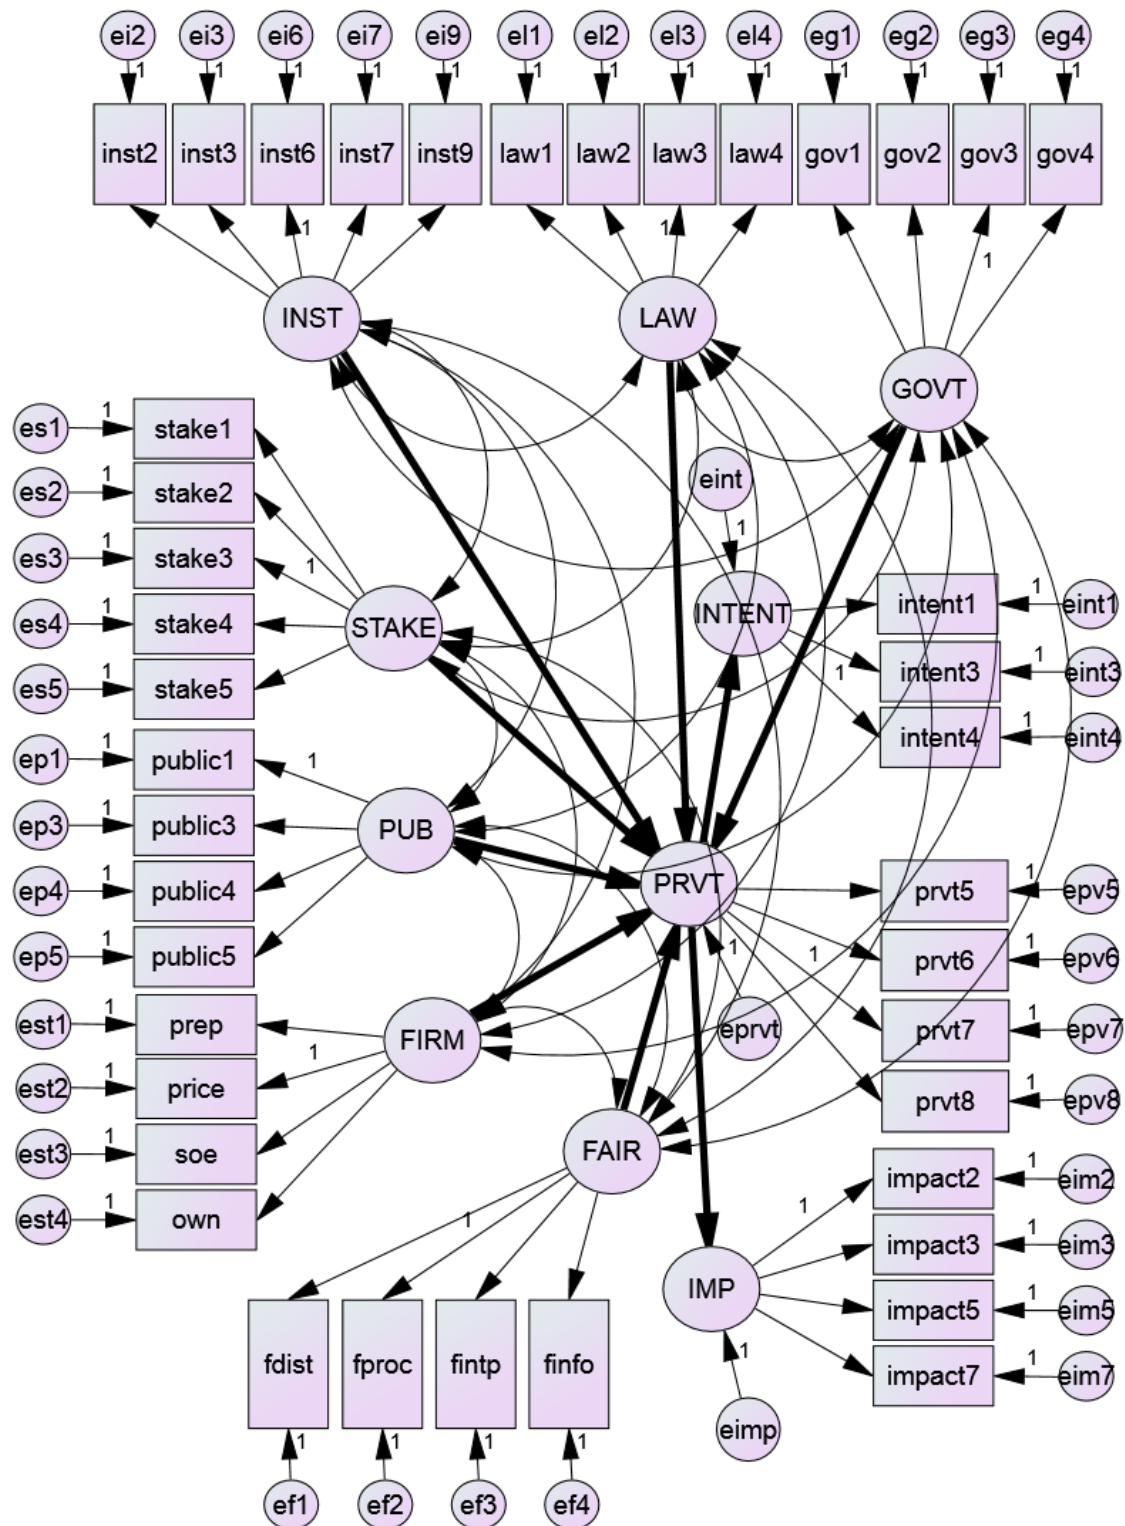 ei2 ei3 ei6 ei7 ei9 el1 el2 el3 el4 eg1 eg2 eg3 eg4
1 1 1 1 1 1 1 1 1 1 1 1 1
inst2 inst3 inst6 inst7 inst9 law1 law2 law3 law4 gov1 gov2 gov3 gov4
1 1 1
INST LAW
GOVT
es1 1 stake1
eint
es2 1 stake2
1
es3 1 stake3 1
INTENT intent1 1 eint1
es4 1 stake4 STAKE
1 intent3 1 eint3
es5 1 stake5
intent4 1 eint4
ep1 1 public1 1
ep3 1 public3 PUB
ep4 1 public4 PRVT prvt5 1 epv5
ep5 1 public5 1 1 prvt6 1 epv6
est1 1 prep FIRM eprvt prvt7 1 epv7
est2 1 price 1 prvt8 1 epv8
est3 1 soe FAIR
impact2 1 eim2
est4 1 own 1 1
impact3 1 eim3
IMP
impact5 1 eim5
fdist fproc fintp finfo 1 impact7 1 eim7
1 1 1 1 eimp
ef1 ef2 ef3 ef4